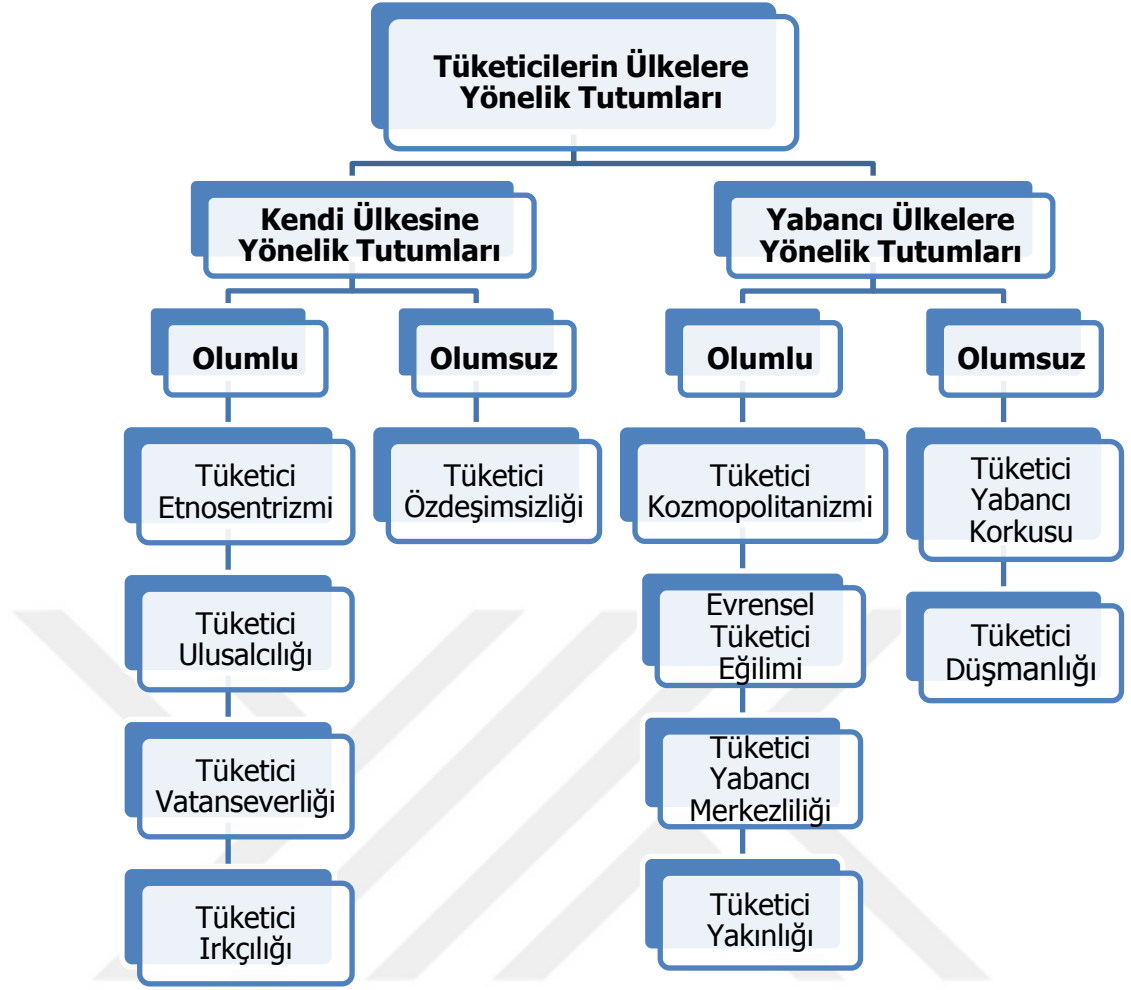 Tüketicilerin Ülkelere
Yönelik Tutumları
Kendi Ülkesine
Yönelik Tutumları
Yabancı Ülkelere
Yönelik Tutumları
Olumlu
Olumsuz
Olumlu
Olumsuz
Tüketici
Etnosentrizmi
Tüketici
Özdeşimsizliği
Tüketici
Kozmopolitanizmi
Tüketici
Yabancı
Korkusu
Tüketici
Ulusalcılığı
Evrensel
Tüketici
Eğilimi
Tüketici
Düşmanlığı
Tüketici
Vatanseverliği
Tüketici
Yabancı
Merkezliliği
Tüketici
Irkçılığı
Tüketici
Yakınlığı